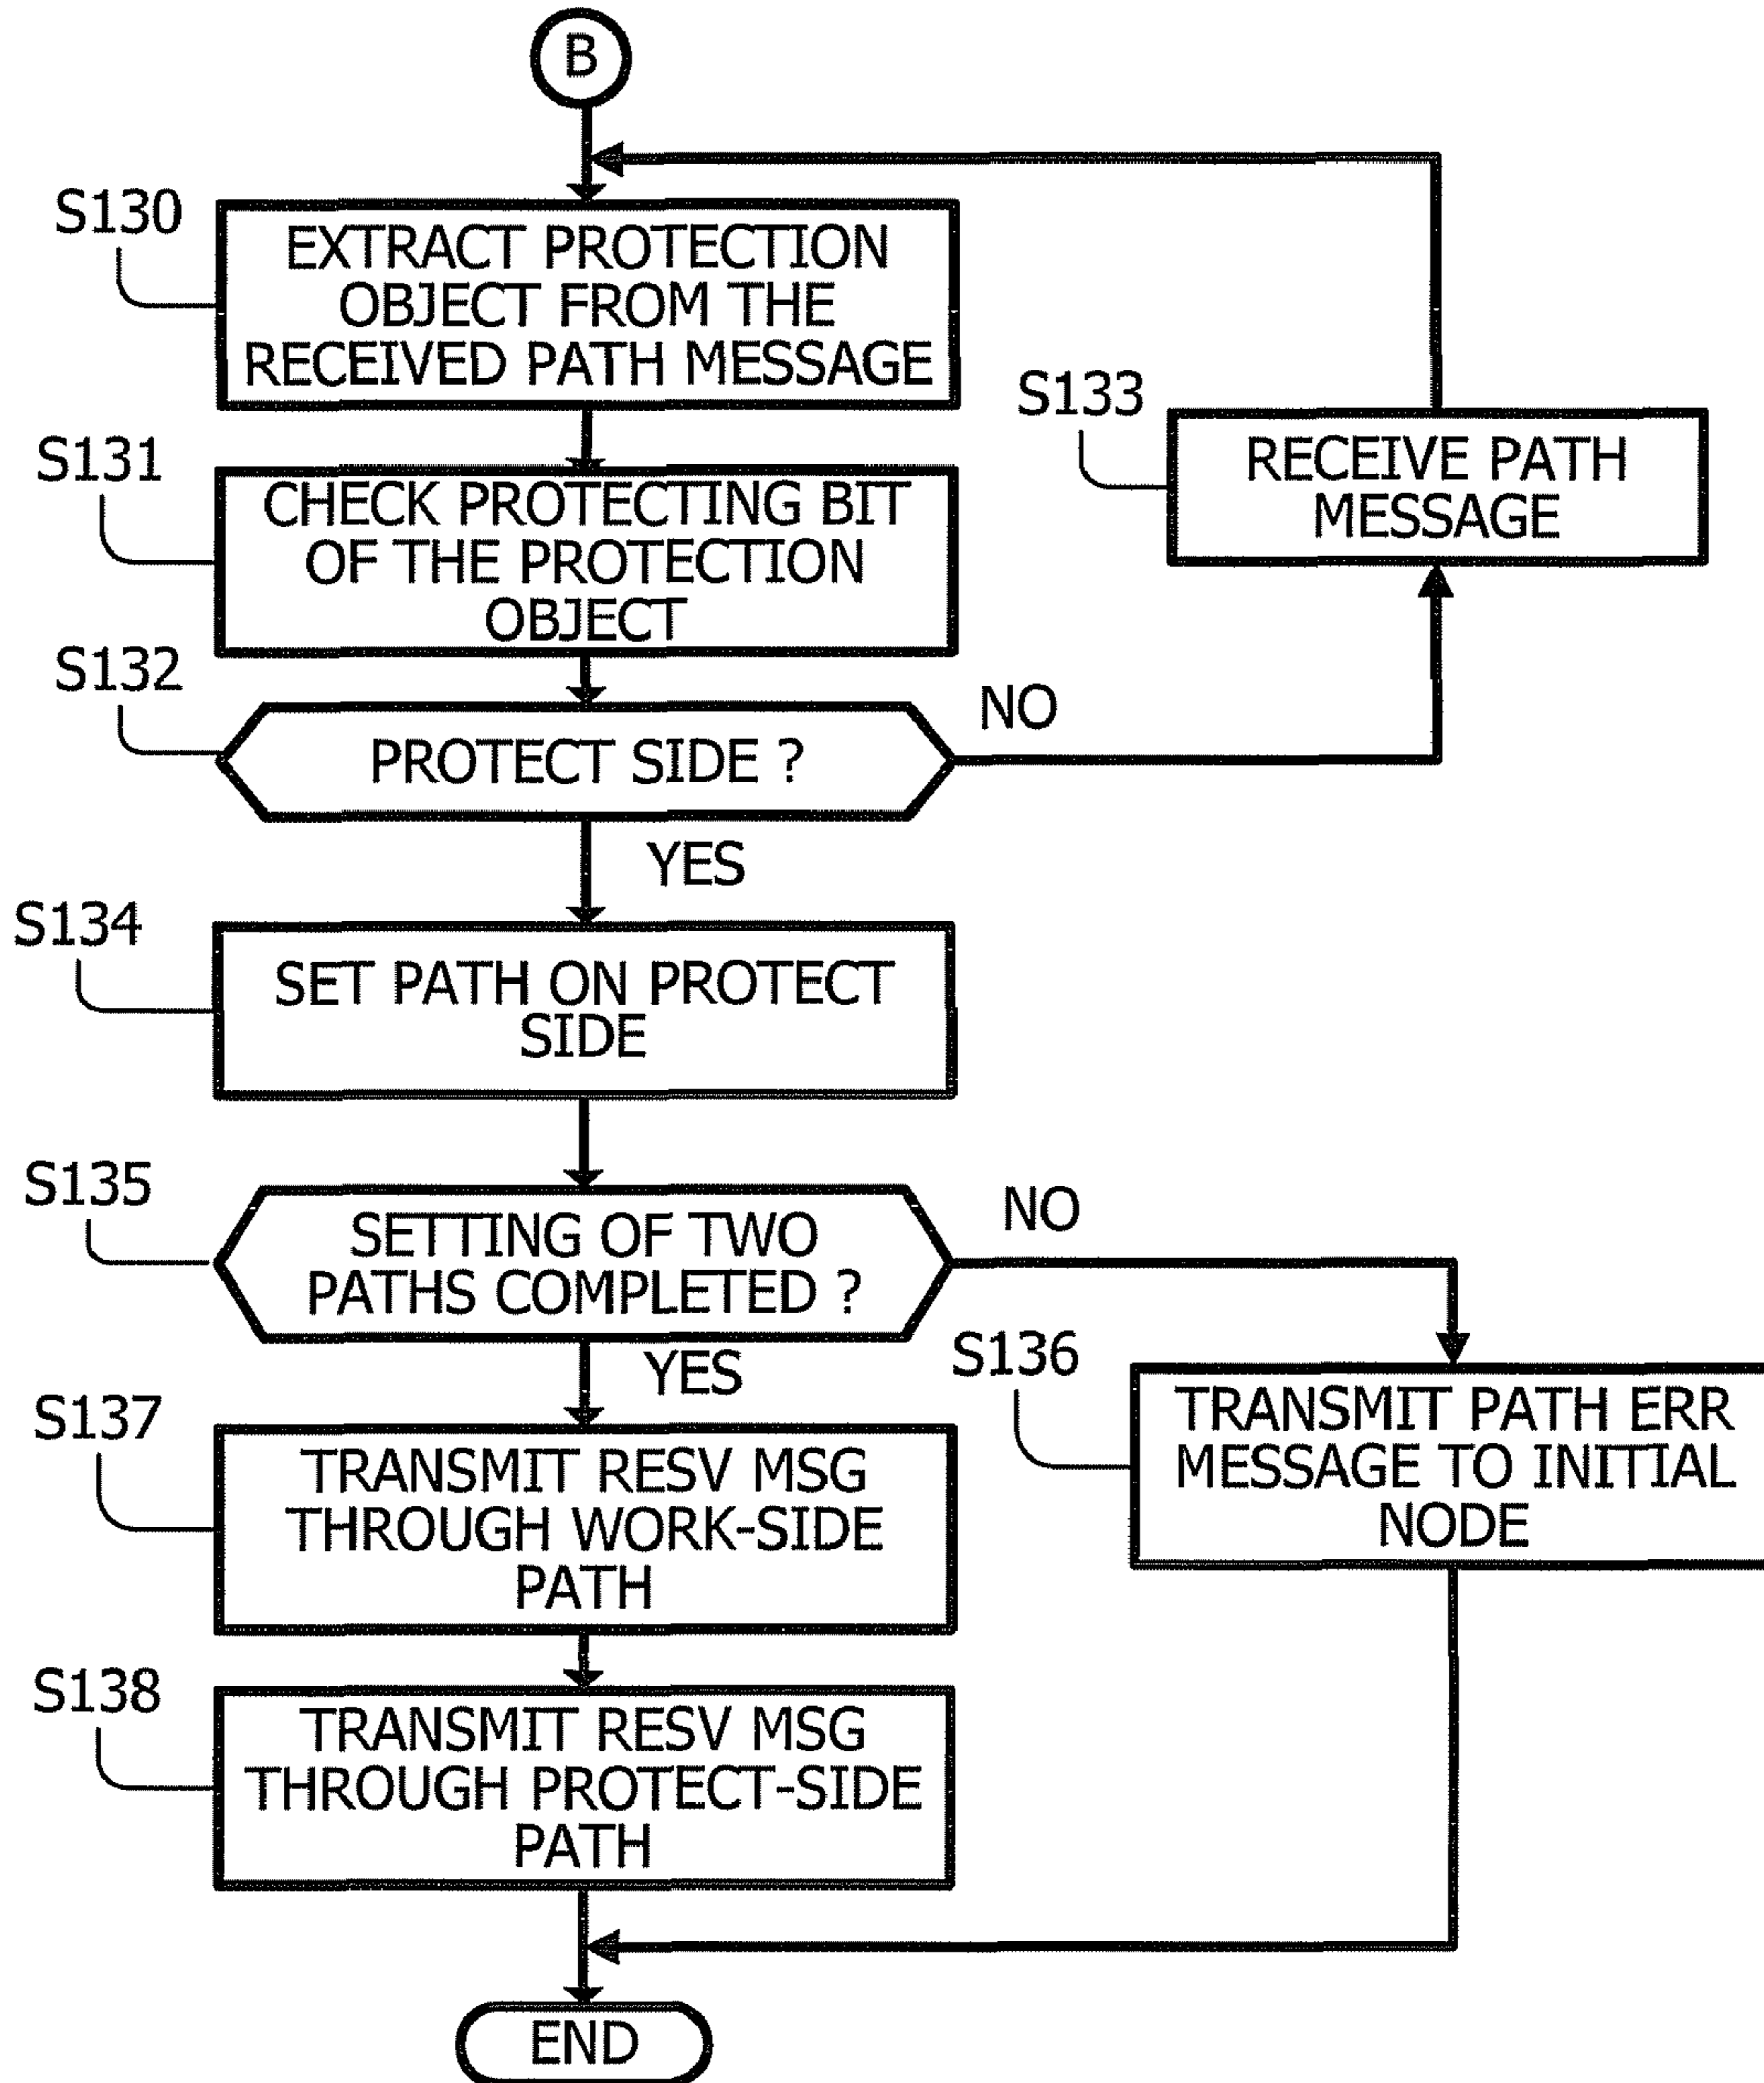 B
S130
EXTRACT PROTECTION
OBJECT FROM THE
RECEIVED PATH MESSAGE
S131
CHECK PROTECTING BIT
OF THE PROTECTION
OBJECT
S132
PROTECT SIDE ?
NO
S133
RECEIVE PATH
MESSAGE
YES
S134
SET PATH ON PROTECT
SIDE
S135
SETTING OF TWO
PATHS COMPLETED ?
NO
S136
TRANSMIT PATH ERR
MESSAGE TO INITIAL
NODE
YES
S137
TRANSMIT RESV MSG
THROUGH WORK-SIDE
PATH
S138
TRANSMIT RESV MSG
THROUGH PROTECT-SIDE
PATH
END